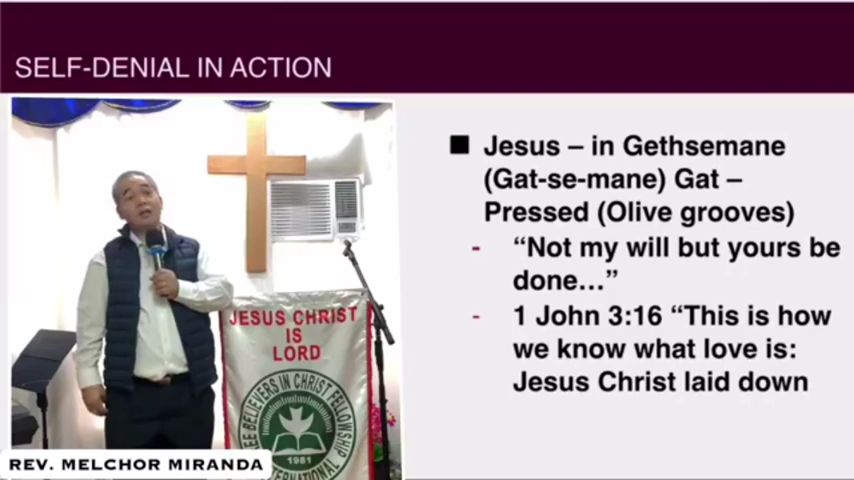 SELF-DENIAL IN ACTION
Jesus – in Gethsemane
(Gat-se-mane) Gat –
Pressed (Olive grooves)
- “Not my will but yours be
done…”
- 1 John 3:16 “This is how
we know what love is:
Jesus Christ laid down
JESUS CHRIST
IS
LORD
BELIEVERS IN CHRIST FELLOWSHIP
1981
REV. MELCHOR MIRANDA